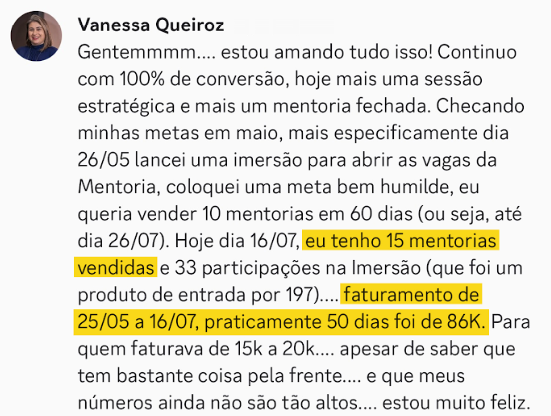 Vanessa Queiroz
Gentemmmm.... estou amando tudo isso! Continuo
com 100% de conversão, hoje mais uma sessão
estratégica e mais um mentoria fechada. Checando
minhas metas em maio, mais especificamente dia
26/05 lancei uma imersão para abrir as vagas da
Mentoria, coloquei uma meta bem humilde, eu
queria vender 10 mentorias em 60 dias (ou seja, até
dia 26/07). Hoje dia 16/07, eu tenho 15 mentorias
vendidas e 33 participações na Imersão (que foi um
produto de entrada por 197).... faturamento de
25/05 a 16/07, praticamente 50 dias foi de 86K. Para
quem faturava de 15k a 20k.... apesar de saber que
tem bastante coisa pela frente.... e que meus
números ainda não são tão altos.... estou muito feliz.